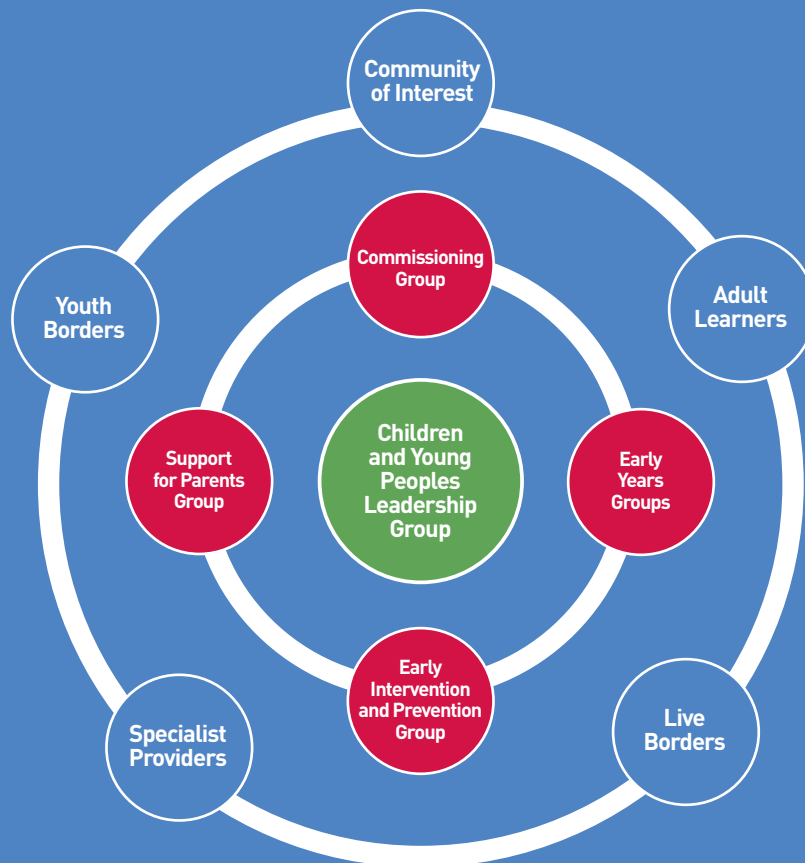 Community
of Interest
Commissioning
Group
Youth
Borders
Adult
Learners
Support
for Parents
Group
Children
and Young
Peoples
Leadership
Group
Early
Years
Groups
Early
Intervention
and Prevention
Group
Specialist
Providers
Live
Borders